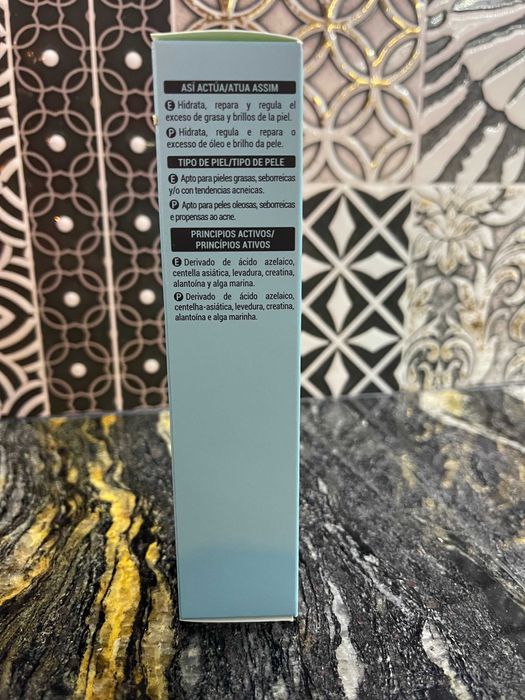 ASÍ ACTÚA/ATUA ASSIM
E Hidrata, repara y regula el
exceso de grasa y brillos de la piel.
P Hidrata, regula e repara o
excesso de óleo e brilho da pele.
TIPO DE PIEL/TIPO DE PELE
E Apto para pieles grasas, seborreicas
y/o con tendencias acneicas.
P Apto para peles oleosas, seborreicas
e propensas ao acne.
PRINCIPIOS ACTIVOS/
PRINCÍPIOS ATIVOS
E Derivado de ácido azelaico,
centella asiática, levadura, creatina,
alantoína y alga marina.
P Derivado de ácido azelaico,
centelha-asiática, levedura, creatina,
alantoína e alga marinha.